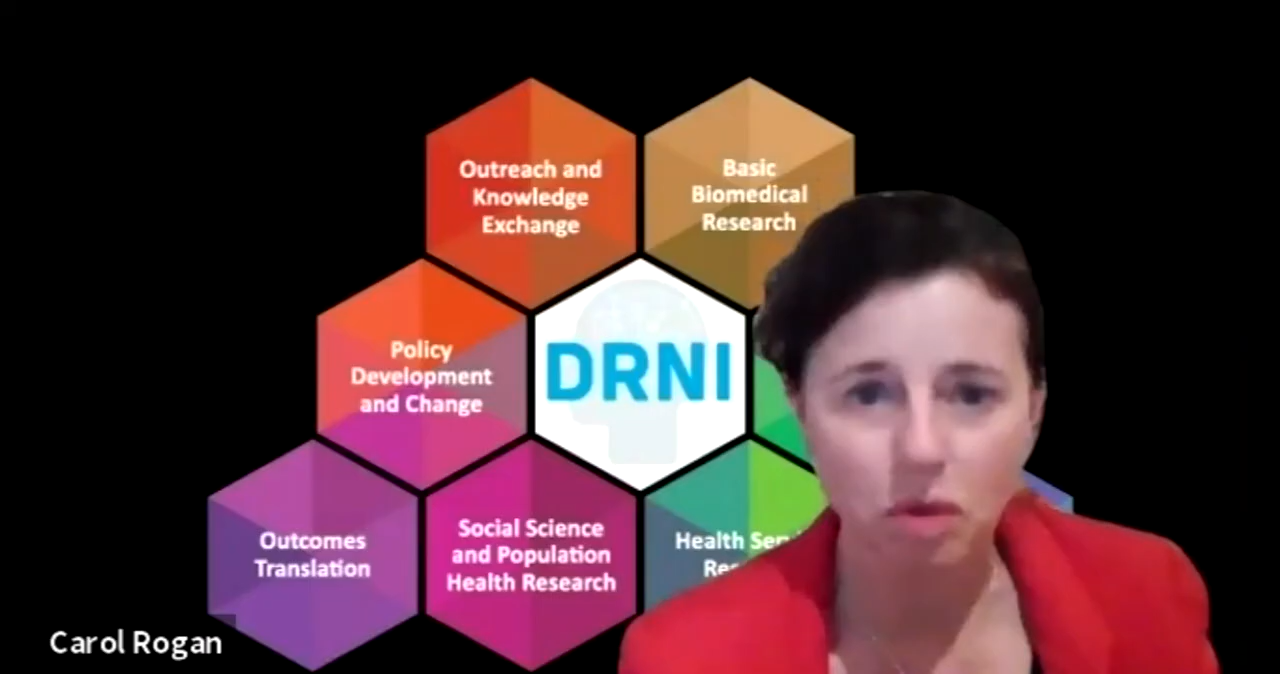 Outreach and
Knowledge
Exchange
Basic
Biomedical
Research
Policy
Development
and Change
DRNI
Outcomes
Translation
Social Science
and Population
Health Research
Health
Carol Rogan